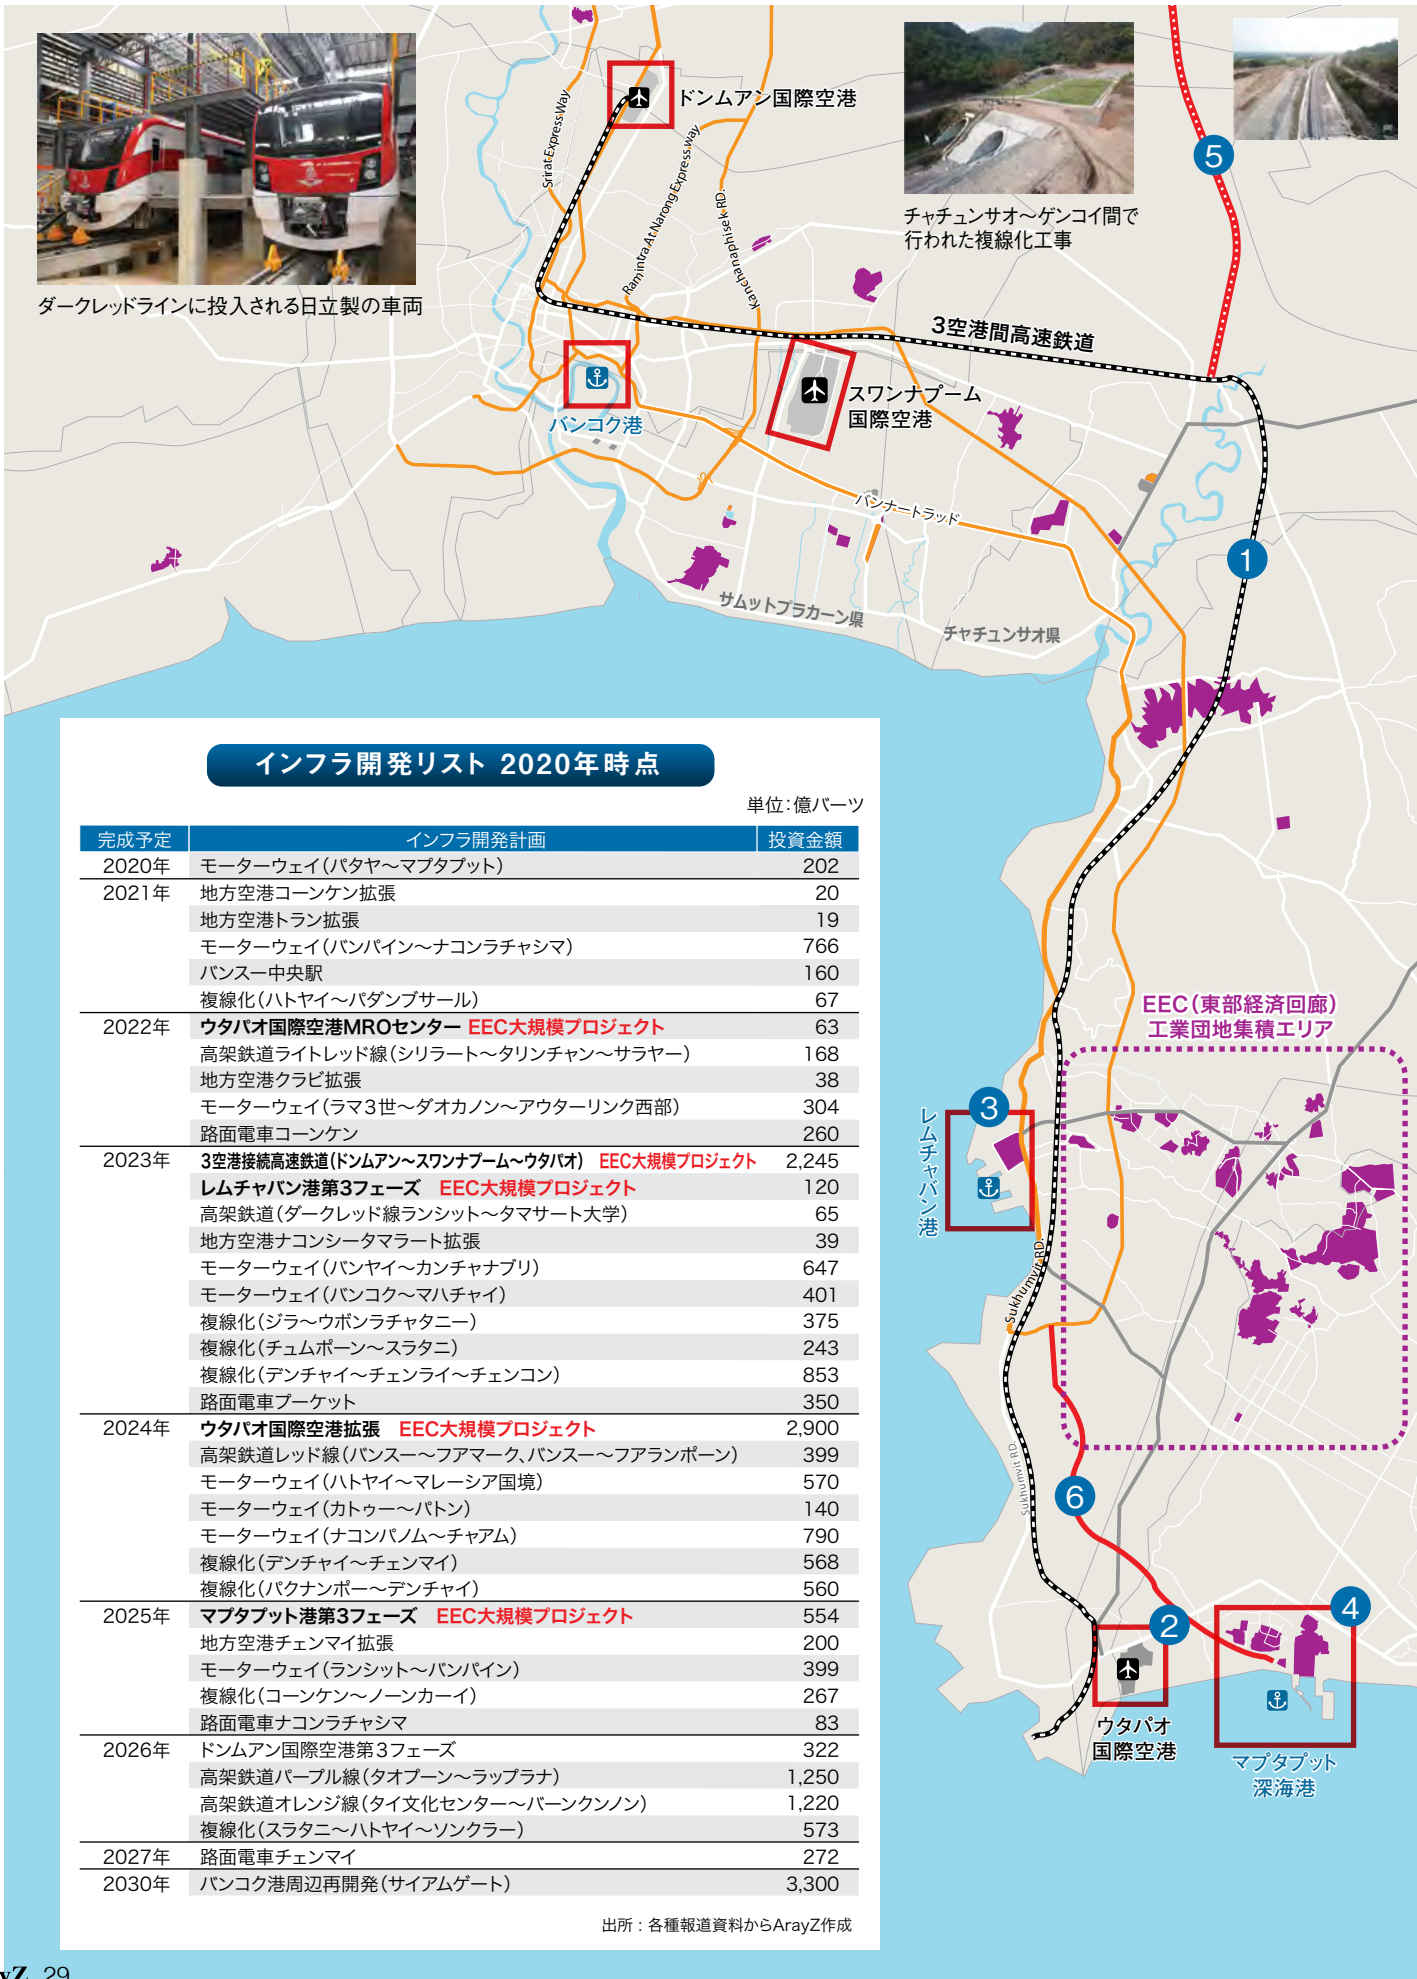 ダークレッドラインに投入される日立製の車両
Srirat Express Way
Ramintra At Narong Express way
Kanchanaphisek RD.
ドンムアン国際空港
チャチュンサオ〜ゲンコイ間で
行われた複線化工事
5
3空港間高速鉄道
バンコク港
スワンナプーム
国際空港
バンナートラッド
1
サムットプラカーン県
チャチュンサオ県
インフラ開発リスト 2020年時点
単位：億バーツ
完成予定 インフラ開発計画 投資金額
2020年 モーターウェイ（パタヤ〜マプタプット） 202
2021年 地方空港コーンケン拡張 20
地方空港トラン拡張 19
モーターウェイ（バンパイン〜ナコンラチャシマ） 766
バンスー中央駅 160
複線化（ハトヤイ〜パダンブサール） 67
2022年 ウタパオ国際空港MROセンター EEC大規模プロジェクト 63
高架鉄道ライトレッド線（シリラート〜タリンチャン〜サラヤー） 168
地方空港クラビ拡張 38
モーターウェイ（ラマ3世〜ダオカノン〜アウターリンク西部） 304
路面電車コーンケン 260
2023年 3空港接続高速鉄道（ドンムアン〜スワンナプーム〜ウタパオ） EEC大規模プロジェクト 2,245
レムチャバン港第3フェーズ EEC大規模プロジェクト 120
高架鉄道（ダークレッド線ランシット〜タマサート大学） 65
地方空港ナコンシータマラート拡張 39
モーターウェイ（バンヤイ〜カンチャナブリ） 647
モーターウェイ（バンコク〜マハチャイ） 401
複線化（ジラ〜ウボンラチャタニー） 375
複線化（チュムポーン〜スラタニ） 243
複線化（デンチャイ〜チェンライ〜チェンコン） 853
路面電車プーケット 350
2024年 ウタパオ国際空港拡張 EEC大規模プロジェクト 2,900
高架鉄道レッド線（バンスー〜フアマーク、バンスー〜フアランポーン） 399
モーターウェイ（ハトヤイ〜マレーシア国境） 570
モーターウェイ（カトゥー〜パトン） 140
モーターウェイ（ナコンパノム〜チャアム） 790
複線化（デンチャイ〜チェンマイ） 568
複線化（パクナンポー〜デンチャイ） 560
2025年 マプタプット港第3フェーズ EEC大規模プロジェクト 554
地方空港チェンマイ拡張 200
モーターウェイ（ランシット〜バンパイン） 399
複線化（コーンケン〜ノーンカーイ） 267
路面電車ナコンラチャシマ 83
2026年 ドンムアン国際空港第3フェーズ 322
高架鉄道パープル線（タオプーン〜ラップラナ） 1,250
高架鉄道オレンジ線（タイ文化センター〜バーンクンノン） 1,220
複線化（スラタニ〜ハトヤイ〜ソンクラー） 573
2027年 路面電車チェンマイ 272
2030年 バンコク港周辺再開発（サイアムゲート） 3,300
出所：各種報道資料からArayZ作成
EEC（東部経済回廊）
工業団地集積エリア
3
レムチャバン港
Sukhumvit RD.
Sukhumvit RD
6
2
4
ウタパオ
国際空港
マプタプット
深海港
yZ 29